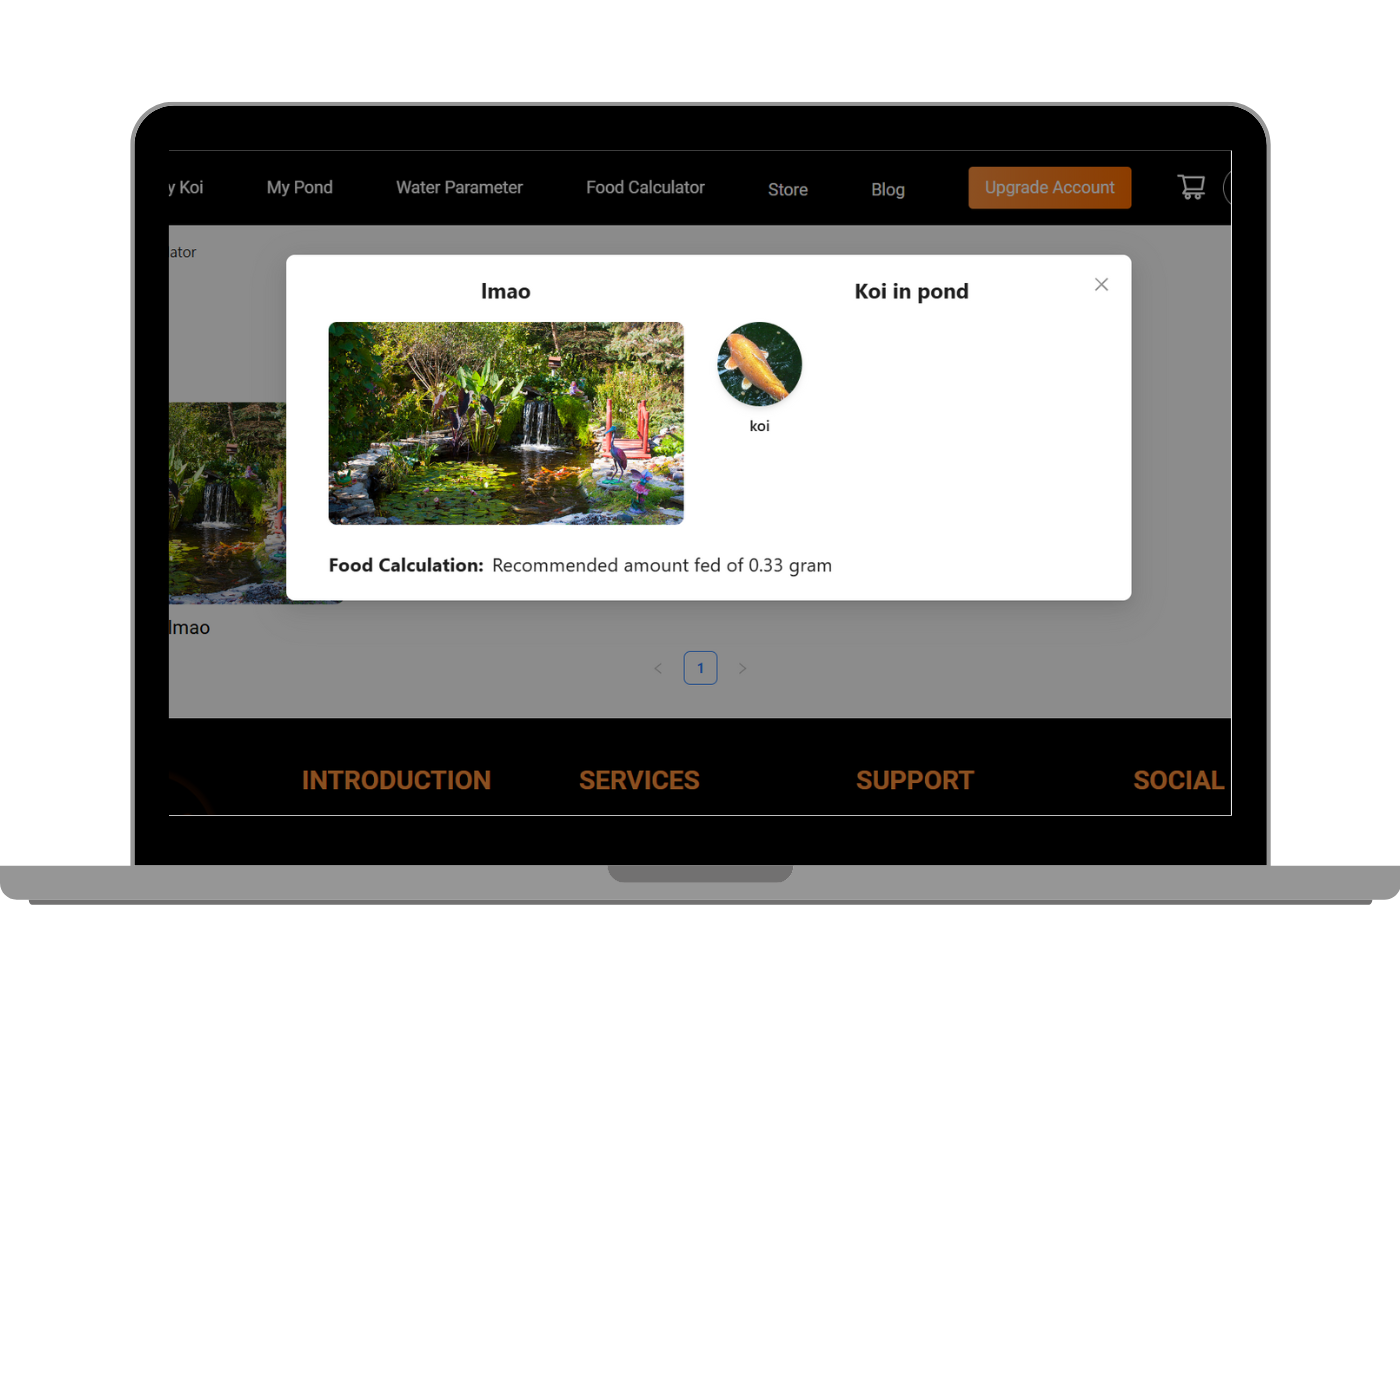 y Koi My Pond Water Parameter Food Calculator Store Blog Upgrade Account
ator
lmao Koi in pond
koi
Food Calculation: Recommended amount fed of 0.33 gram
lmao
1
INTRODUCTION SERVICES SUPPORT SOCIAL